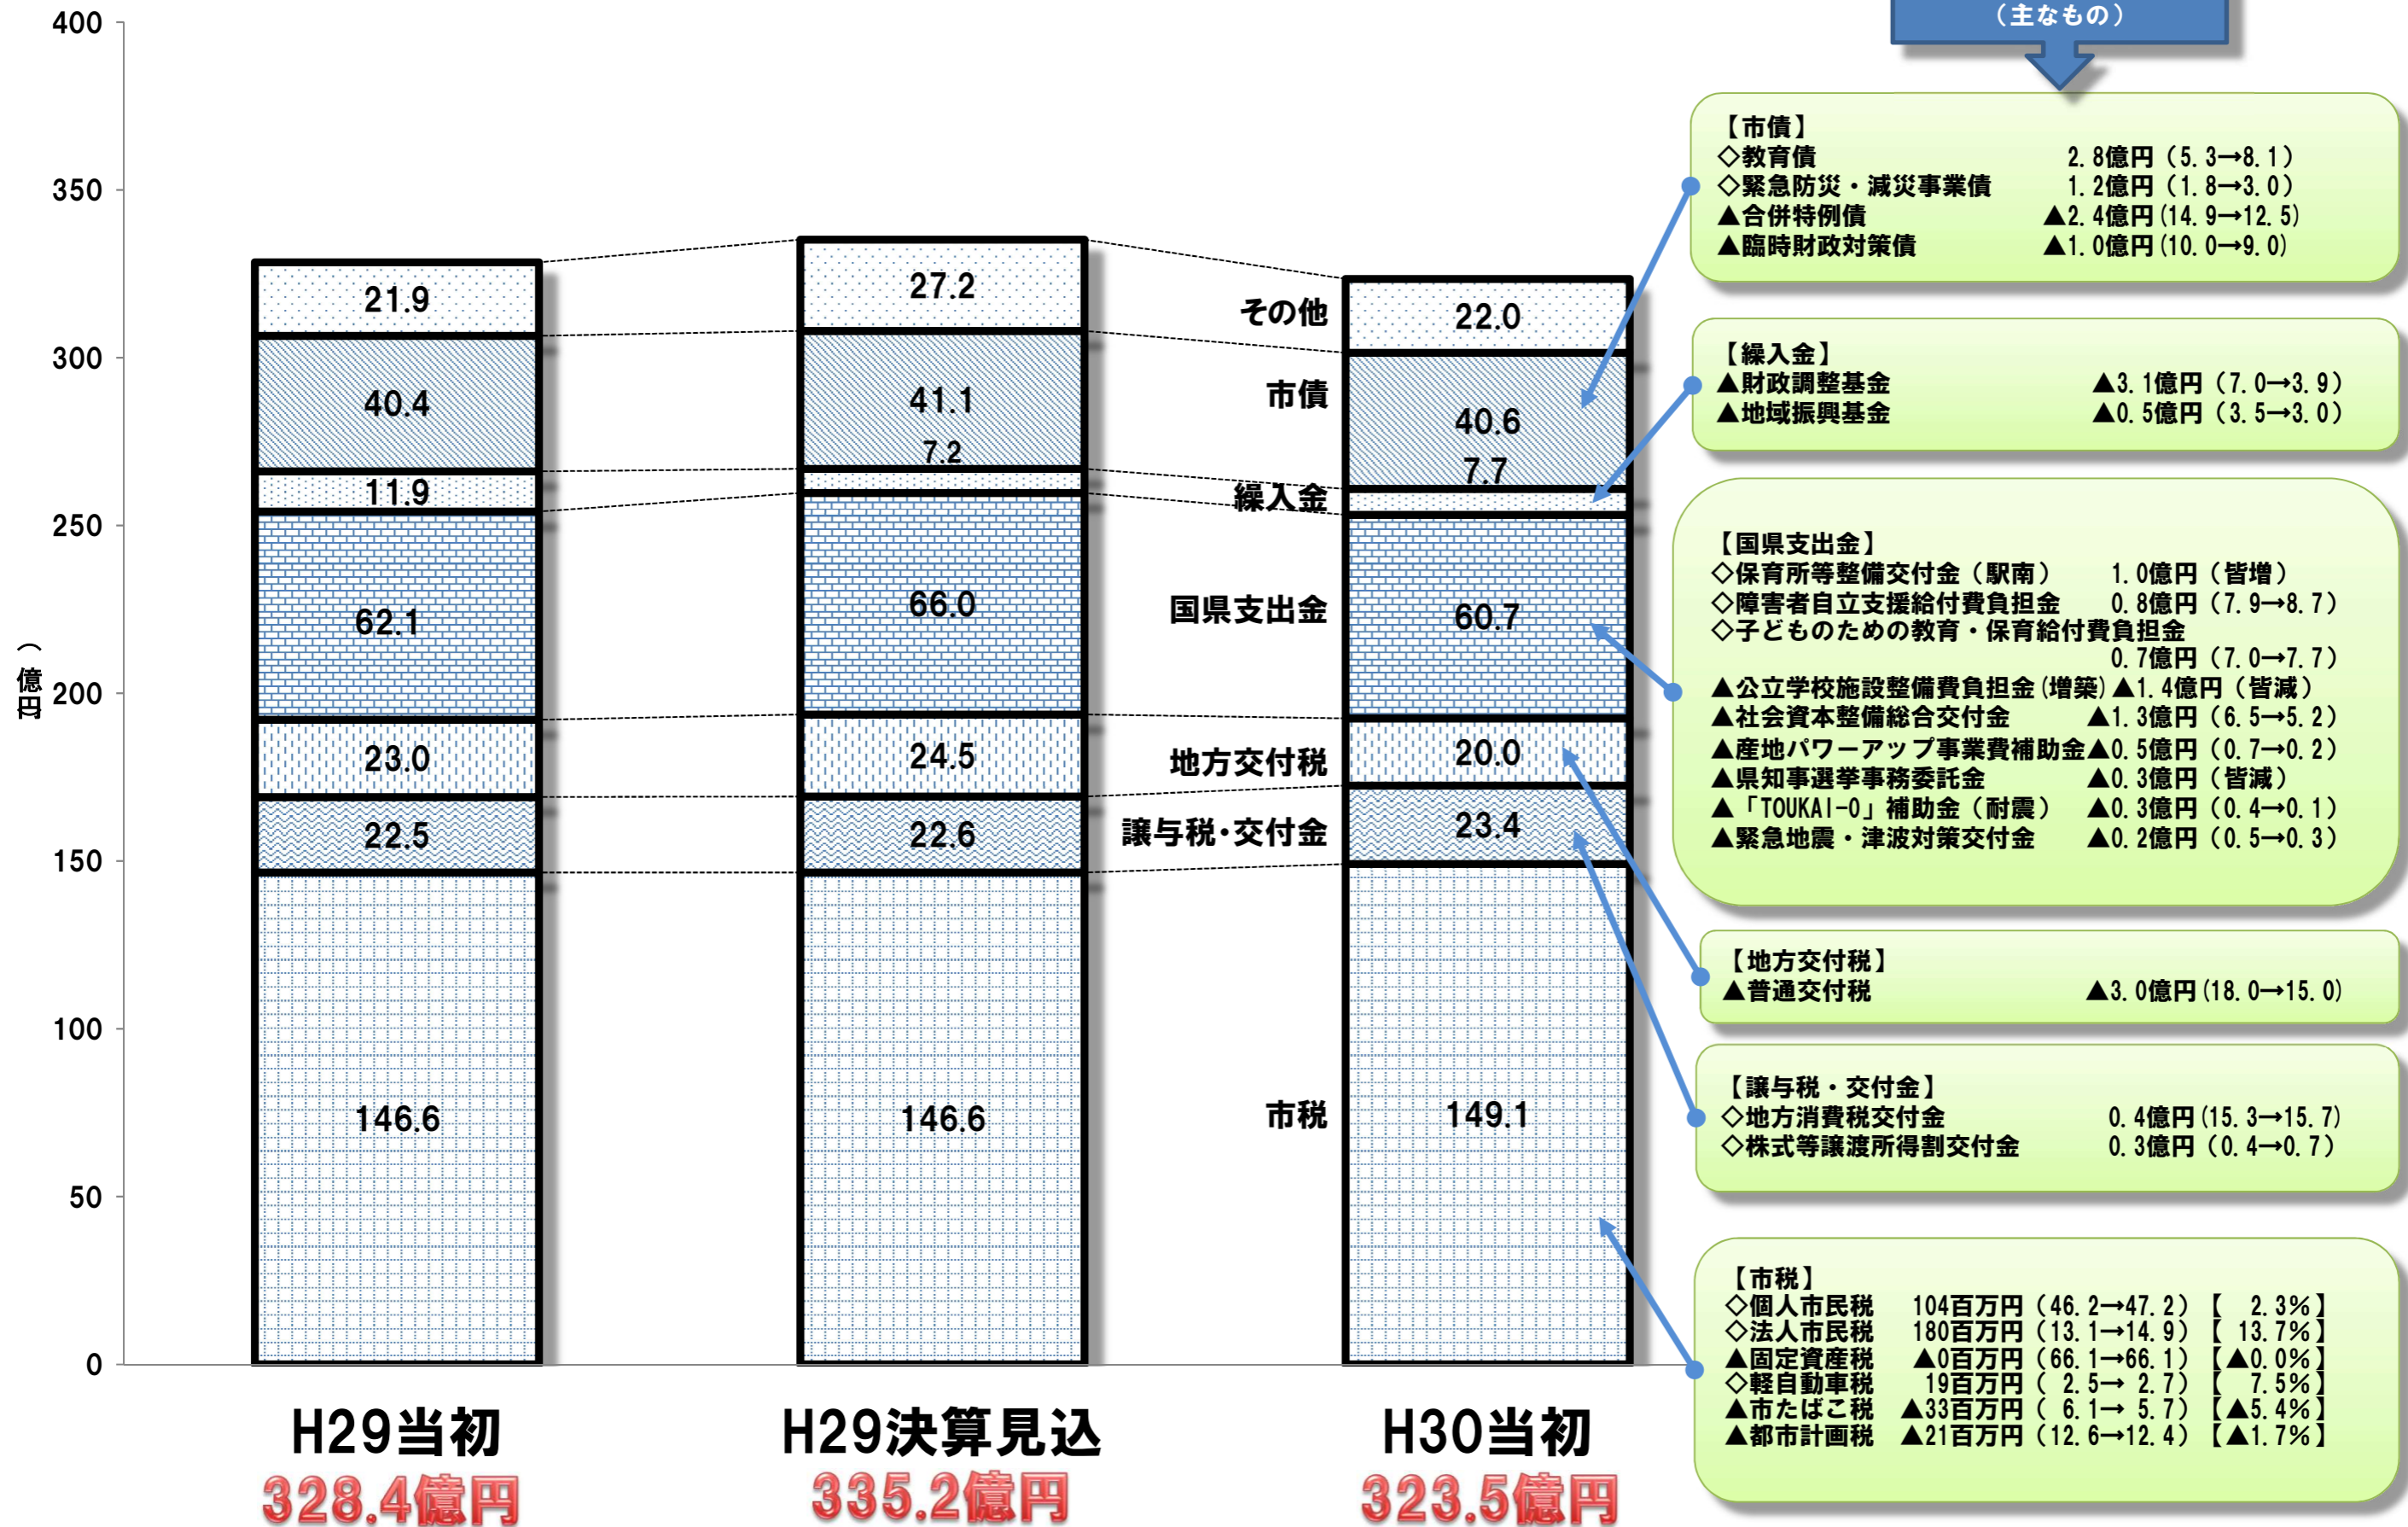 400
350
300
250
200
150
100
50
0
（億円
21.9
40.4
11.9
62.1
23.0
22.5
146.6
H29当初
328.4億円
27.2
41.1
7.2
66.0
24.5
22.6
146.6
H29決算見込
335.2億円
その他
市債
繰入金
国県支出金
地方交付税
譲与税・交付金
市税
22.0
40.6
7.7
60.7
20.0
23.4
149.1
H30当初
323.5億円
（主なもの）
【市債】
◇教育債 2.8億円（5.3→8.1）
◇緊急防災・減災事業債 1.2億円（1.8→3.0）
▲合併特例債 ▲2.4億円(14.9→12.5)
▲臨時財政対策債 ▲1.0億円(10.0→9.0)
【繰入金】
▲財政調整基金 ▲3.1億円（7.0→3.9）
▲地域振興基金 ▲0.5億円（3.5→3.0）
【国県支出金】
◇保育所等整備交付金（駅南） 1.0億円（皆増）
◇障害者自立支援給付費負担金 0.8億円（7.9→8.7）
◇子どものための教育・保育給付費負担金
0.7億円（7.0→7.7）
▲公立学校施設整備費負担金(増築)▲1.4億円（皆減）
▲社会資本整備総合交付金 ▲1.3億円（6.5→5.2）
▲産地パワーアップ事業費補助金▲0.5億円（0.7→0.2）
▲県知事選挙事務委託金 ▲0.3億円（皆減）
▲「TOUKAI-0」補助金（耐震） ▲0.3億円（0.4→0.1）
▲緊急地震・津波対策交付金 ▲0.2億円（0.5→0.3）
【地方交付税】
▲普通交付税 ▲3.0億円(18.0→15.0)
【譲与税・交付金】
◇地方消費税交付金 0.4億円(15.3→15.7)
◇株式等譲渡所得割交付金 0.3億円（0.4→0.7）
【市税】
◇個人市民税 104百万円（46.2→47.2）【 2.3%】
◇法人市民税 180百万円（13.1→14.9）【 13.7%】
▲固定資産税 ▲0百万円（66.1→66.1）【▲0.0%】
◇軽自動車税 19百万円（ 2.5→ 2.7）【 7.5%】
▲市たばこ税 ▲33百万円（ 6.1→ 5.7）【▲5.4%】
▲都市計画税 ▲21百万円（12.6→12.4）【▲1.7%】